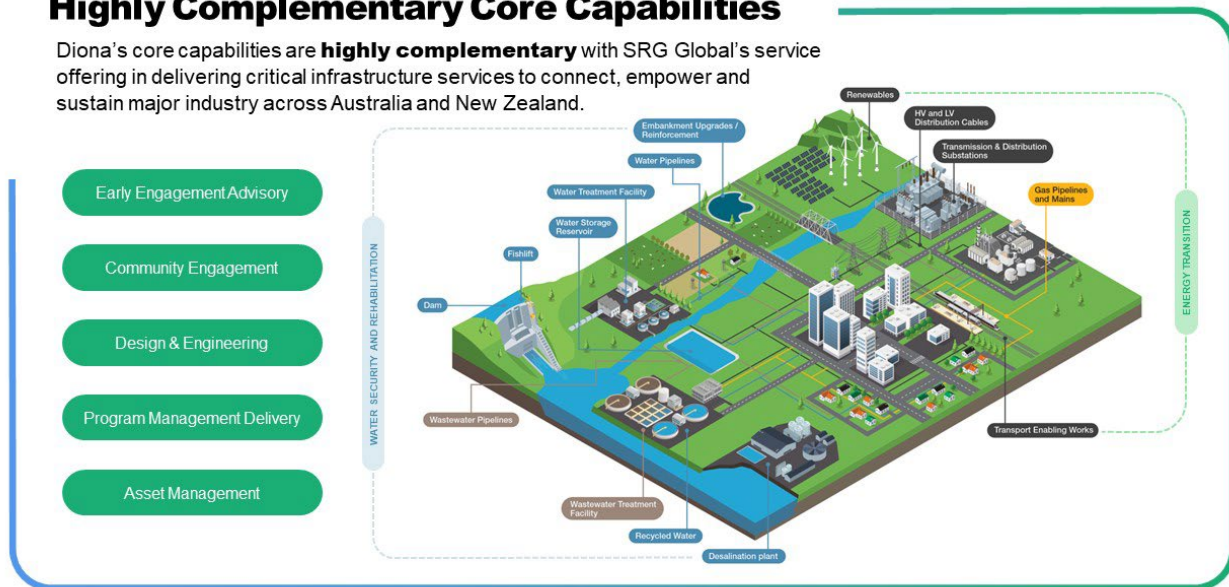 Highly Complementary Core Capabilities
Diona's core capabilities are highly complementary with SRG Global's service
offering in delivering critical infrastructure services to connect, empower and
sustain major industry across Australia and New Zealand.
Early Engagement Advisory
Community Engagement
Design & Engineering
Program Management Delivery
Asset Management
WATER SECURITY AND REHABILITATION
Embankment Upgrades /
Reinforcement
Water Pipelines
Water Treatment Facility
Water Storage
Reservoir
Fishlift
Dam
Wastewater Pipelines
Wastewater Treatment
Facility
Recycled Water
Desalination plant
Renewables
HV and LV
Distribution Cables
Transmission & Distribution
Substations
Gas Pipelines
and Mains
Transport Enabling Works
ENERGY TRANSITION